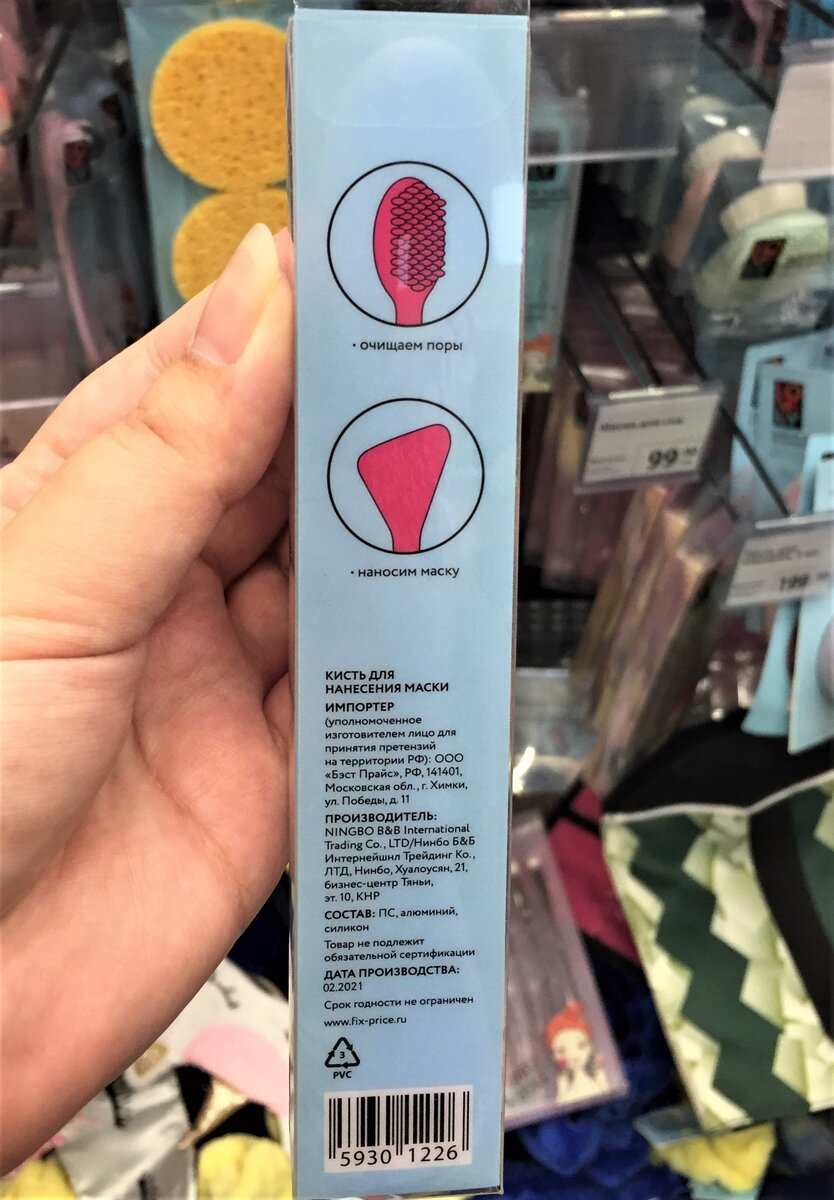 • очищаем поры
• наносим маску
КИСТЬ ДЛЯ
НАНЕСЕНИЯ МАСКИ
ИМПОРТЕР
(уполномоченное
изготовителем лицо для
принятия претензий
на территории РФ): ООО
«Бэст Прайс», РФ, 141401,
Московская обл., г. Химки,
ул. Победы, д. 11
ПРОИЗВОДИТЕЛЬ:
NINGBO B&B International
Trading Co., LTD/Нинбо Б&Б
Интернейшнл Трейдинг Ко.,
ЛТД, Нинбо, Хуалоусян, 21,
бизнес-центр Тяньи,
эт. 10, КНР
СОСТАВ: ПС, алюминий,
силикон
Товар не подлежит
обязательной сертификации
ДАТА ПРОИЗВОДСТВА:
02.2021
Срок годности не ограничен
www.fix-price.ru
3
PVC
5930 1226
99